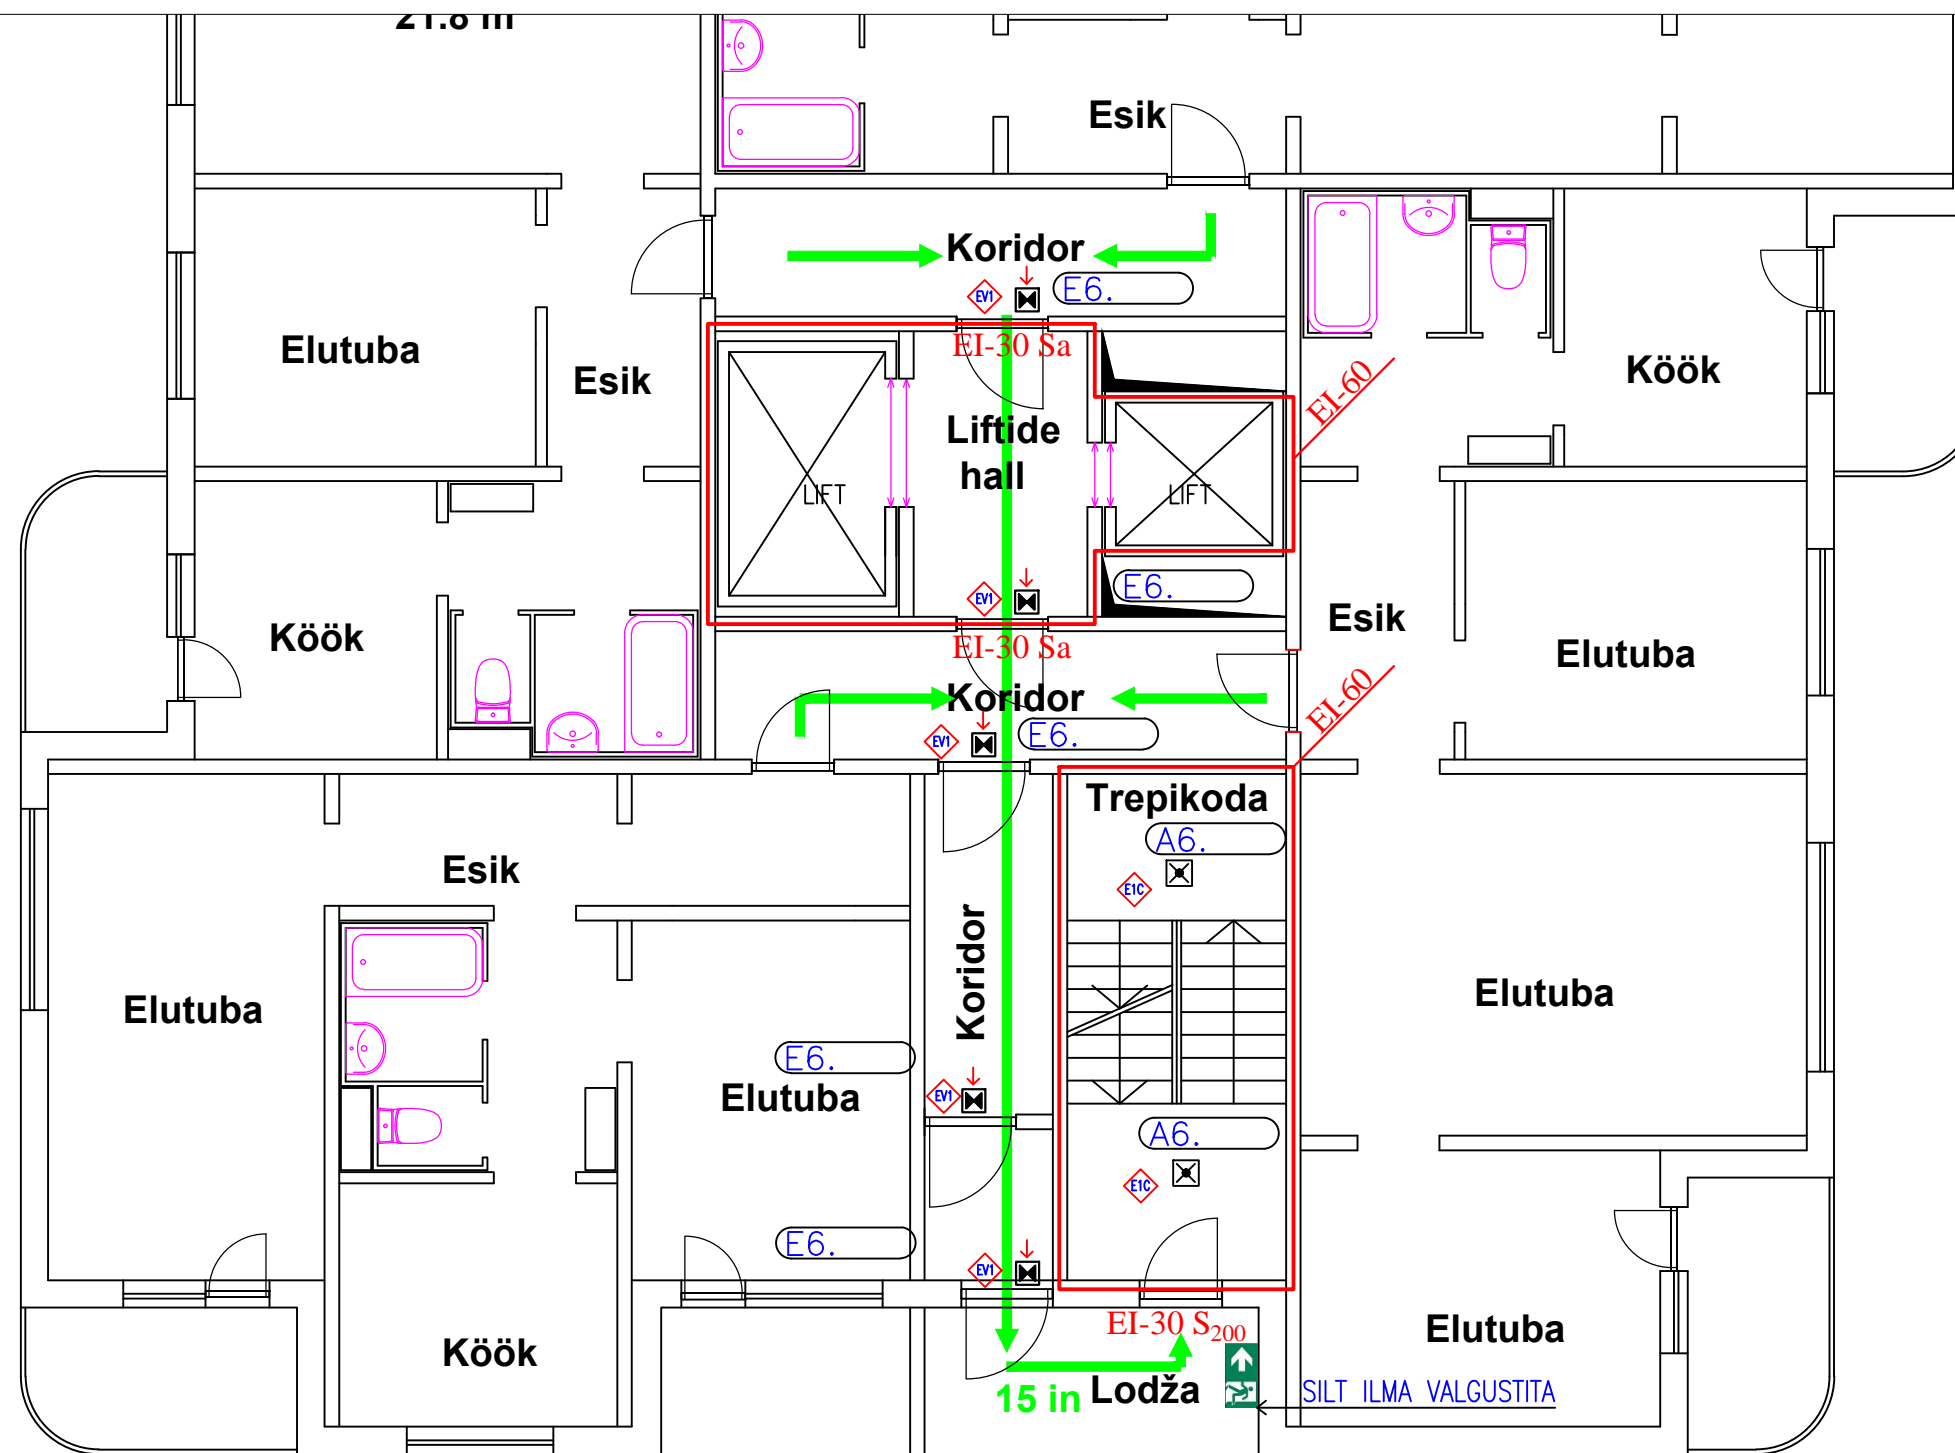 21.8 m
Esik
Koridor
EV1
E6.
EI-30 Sa
Elutuba
Esik
EI-60
Köök
Liftide
hall
LIFT
LIFT
EV1
E6.
Köök
EI-30 Sa
Esik
Elutuba
Koridor
EI-60
EV1
E6.
Trepikoda
A6.
Esik
E1C
Koridor
Elutuba
Elutuba
E6.
Elutuba
EV1
A6.
E1C
E6.
EV1
EI-30 S200
Köök
Elutuba
15 in
Lodža
SILT ILMA VALGUSTITA